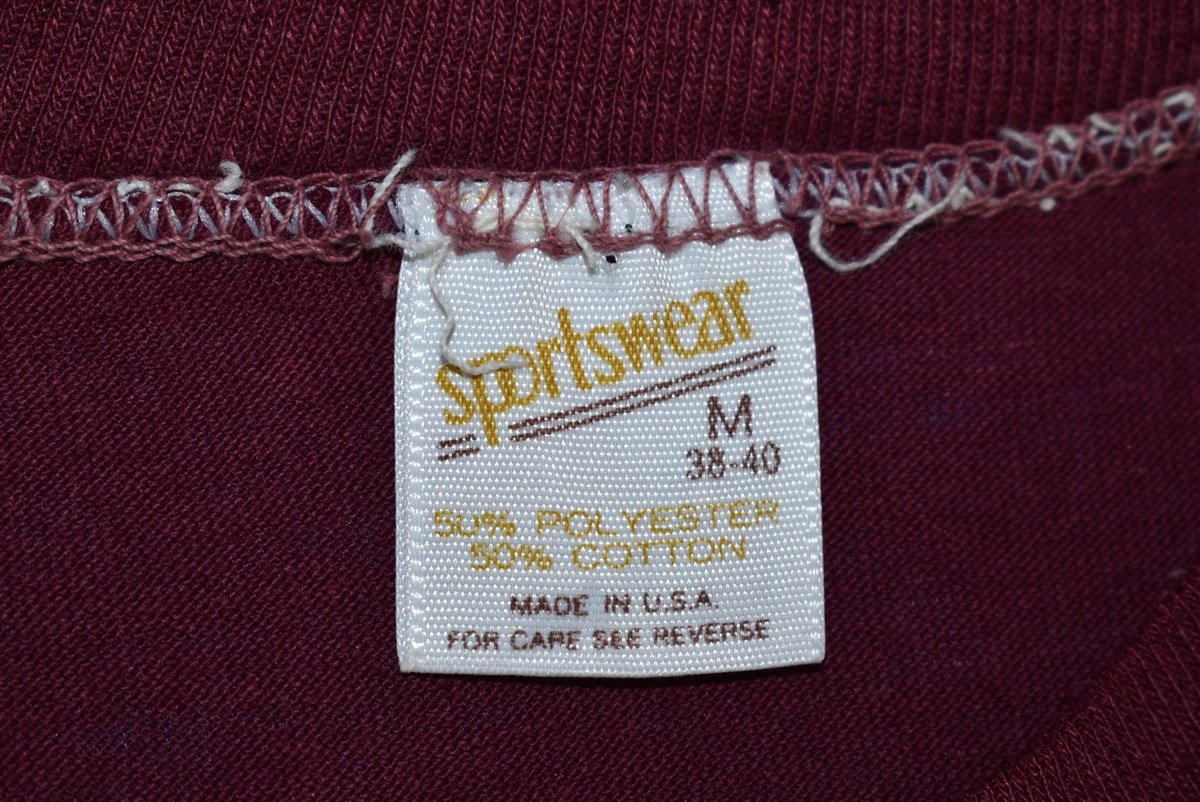 sportswear
M
38-40
50% POLYESTER
50% COTTON
MADE IN U.S.A.
FOR CARE SEE REVERSE